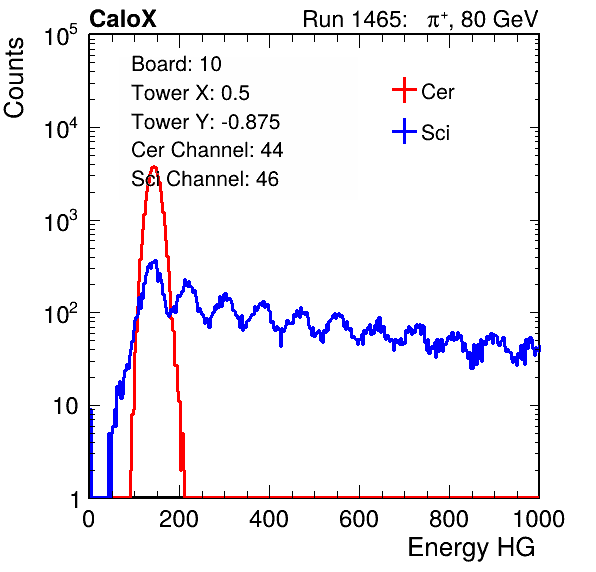 CaloX Run 1465: π⁺, 80 GeV
Board: 10
Tower X: 0.5
Tower Y: -0.875
Cer Channel: 44
Sci Channel: 46
Cer
Sci
Counts
10⁵
10⁴
10³
10²
10
1
0 200 400 600 800 1000
Energy HG